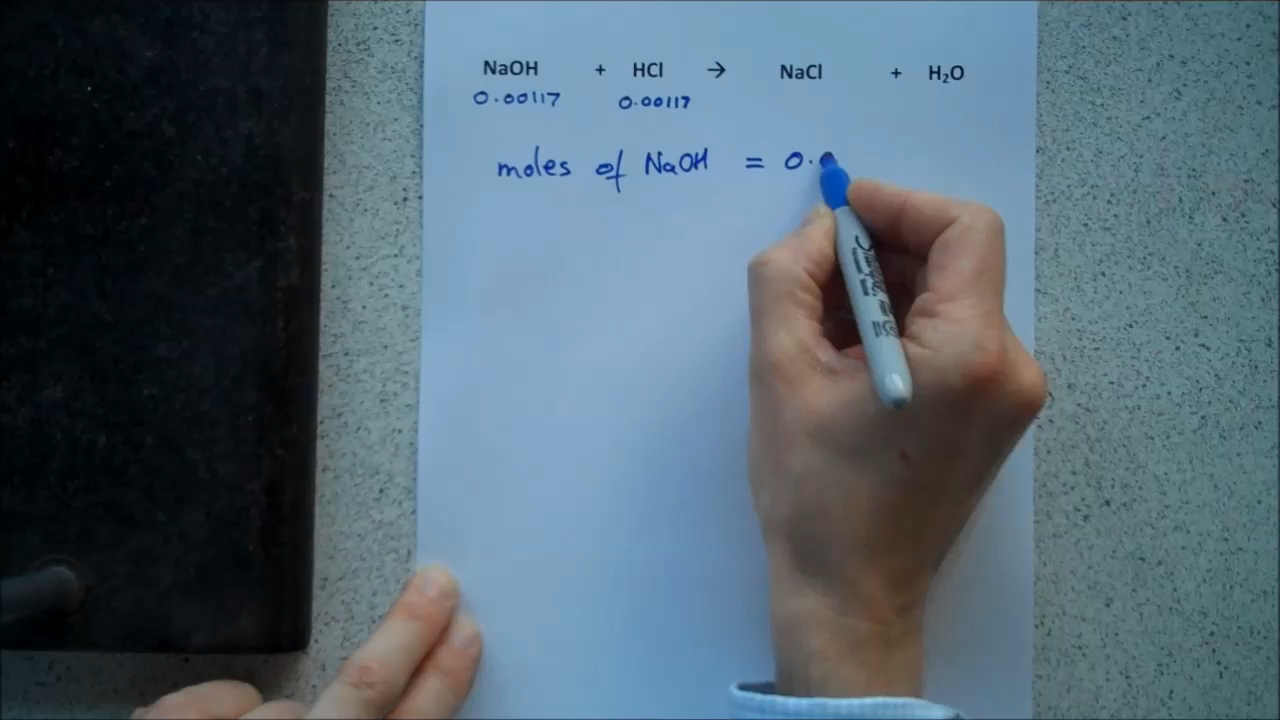 NaOH + HCl → NaCl + H₂O
0.00117 0.00117
moles of NaOH = 0.